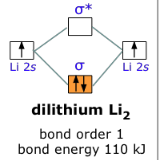 σ*
Li 2s
Li 2s
σ
dilithium Li₂
bond order 1
bond energy 110 kJ